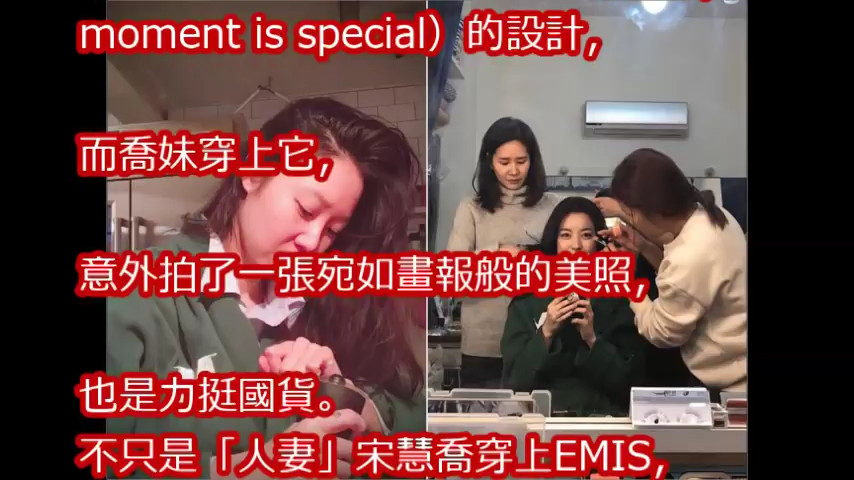 moment is special）的設計，
而喬妹穿上它，
意外拍了一張宛如畫報般的美照，
也是力挺國貨。
不只是「人妻」宋慧喬穿上EMIS，